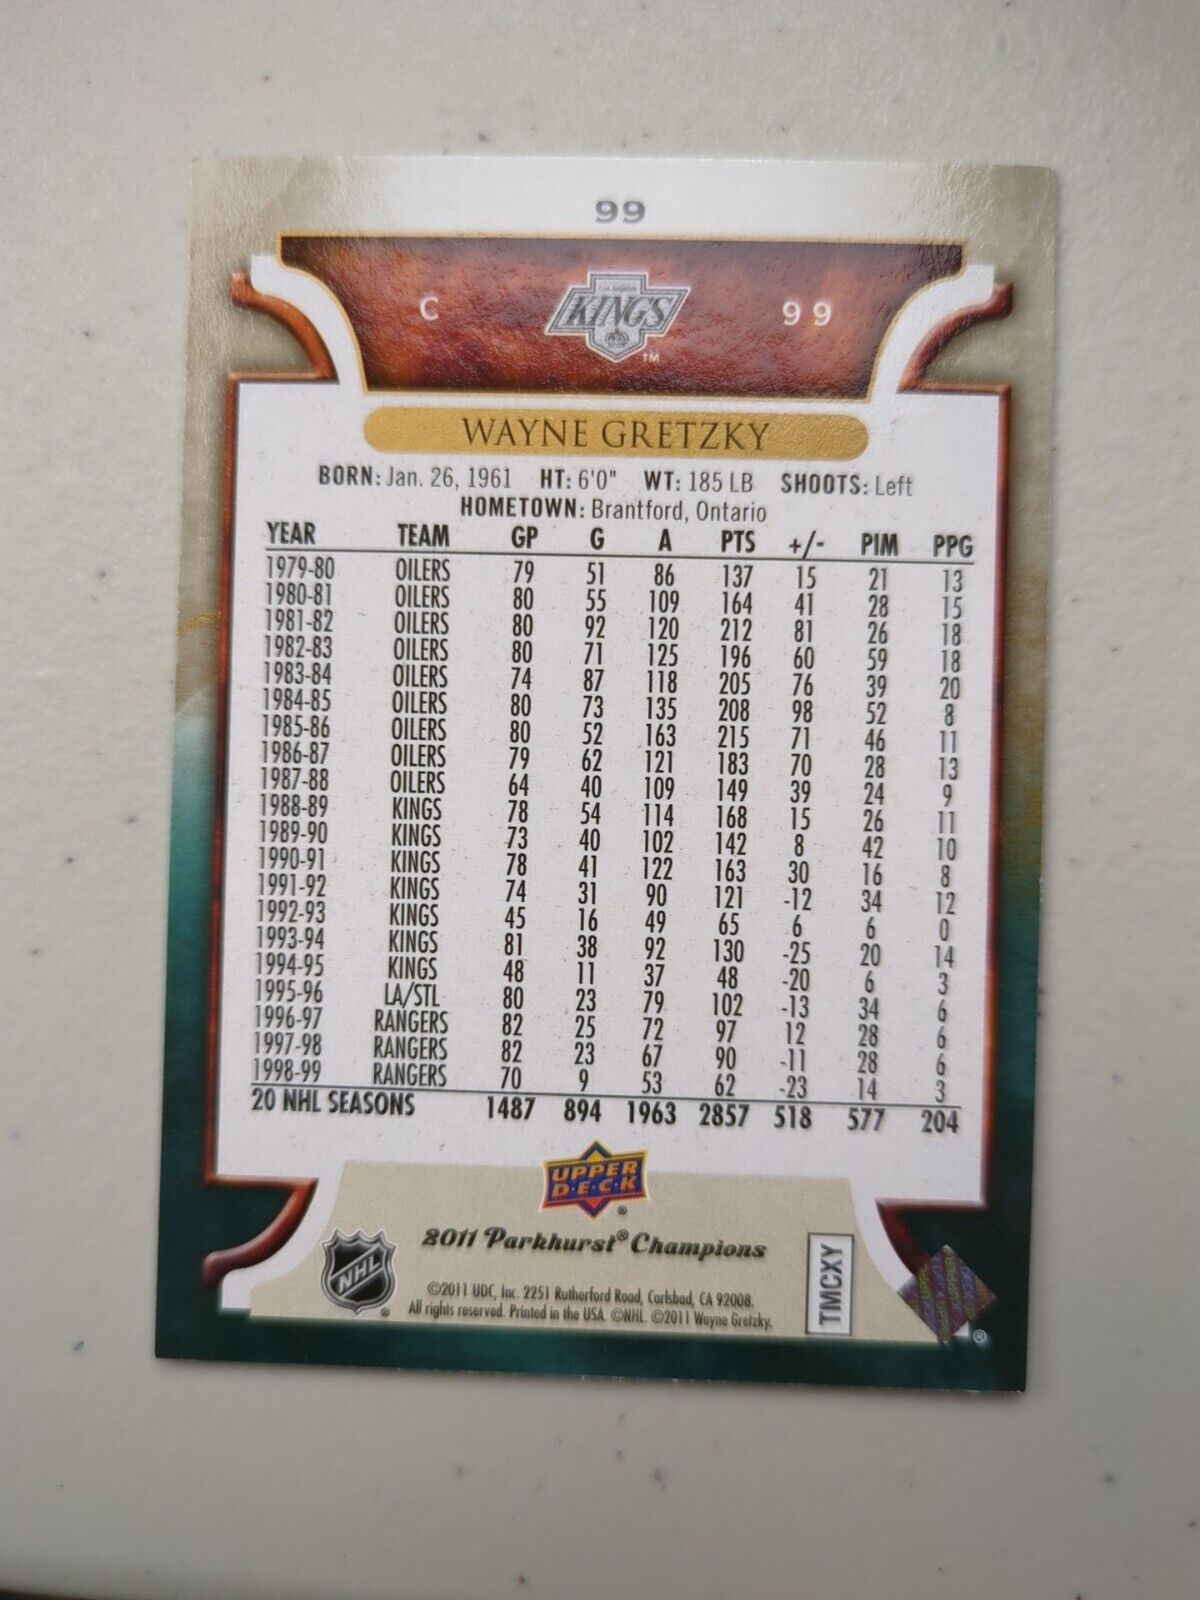 99
C Los Angeles KINGS ™ 99
WAYNE GRETZKY
BORN: Jan. 26, 1961 HT: 6'0" WT: 185 LB SHOOTS: Left
HOMETOWN: Brantford, Ontario
YEAR TEAM GP G A PTS +/- PIM PPG
1979-80 OILERS 79 51 86 137 15 21 13
1980-81 OILERS 80 55 109 164 41 28 15
1981-82 OILERS 80 92 120 212 81 26 18
1982-83 OILERS 80 71 125 196 60 59 18
1983-84 OILERS 74 87 118 205 76 39 20
1984-85 OILERS 80 73 135 208 98 52 8
1985-86 OILERS 80 52 163 215 71 46 11
1986-87 OILERS 79 62 121 183 70 28 13
1987-88 OILERS 64 40 109 149 39 24 9
1988-89 KINGS 78 54 114 168 15 26 11
1989-90 KINGS 73 40 102 142 8 42 10
1990-91 KINGS 78 41 122 163 30 16 8
1991-92 KINGS 74 31 90 121 -12 34 12
1992-93 KINGS 45 16 49 65 6 6 0
1993-94 KINGS 81 38 92 130 -25 20 14
1994-95 KINGS 48 11 37 48 -20 6 3
1995-96 LA/STL 80 23 79 102 -13 34 6
1996-97 RANGERS 82 25 72 97 12 28 6
1997-98 RANGERS 82 23 67 90 -11 28 6
1998-99 RANGERS 70 9 53 62 -23 14 3
20 NHL SEASONS 1487 894 1963 2857 518 577 204
UPPER
D·E·C·K ®
2011 Parkhurst® Champions
NHL ®
©2011 UDC, Inc. 2251 Rutherford Road, Carlsbad, CA 92008.
All rights reserved. Printed in the USA. ©NHL. ©2011 Wayne Gretzky.
TMCXY
®